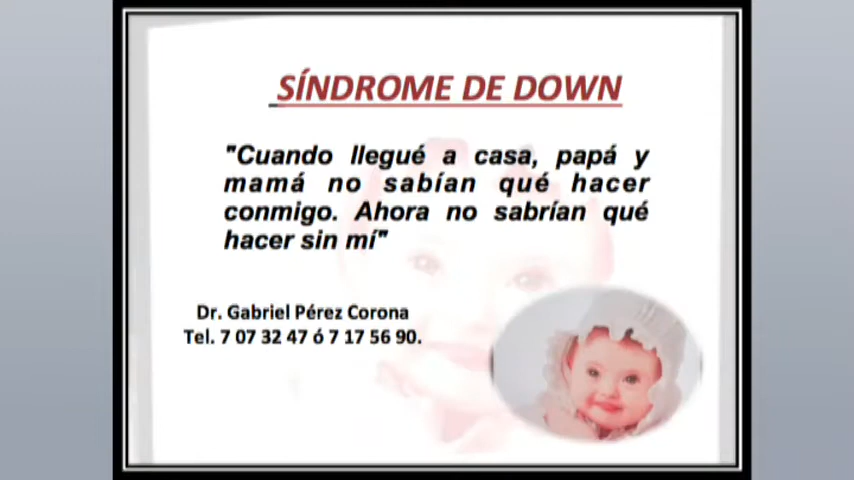 SÍNDROME DE DOWN
"Cuando llegué a casa, papá y
mamá no sabían qué hacer
conmigo. Ahora no sabrían qué
hacer sin mí"
Dr. Gabriel Pérez Corona
Tel. 7 07 32 47 ó 7 17 56 90.